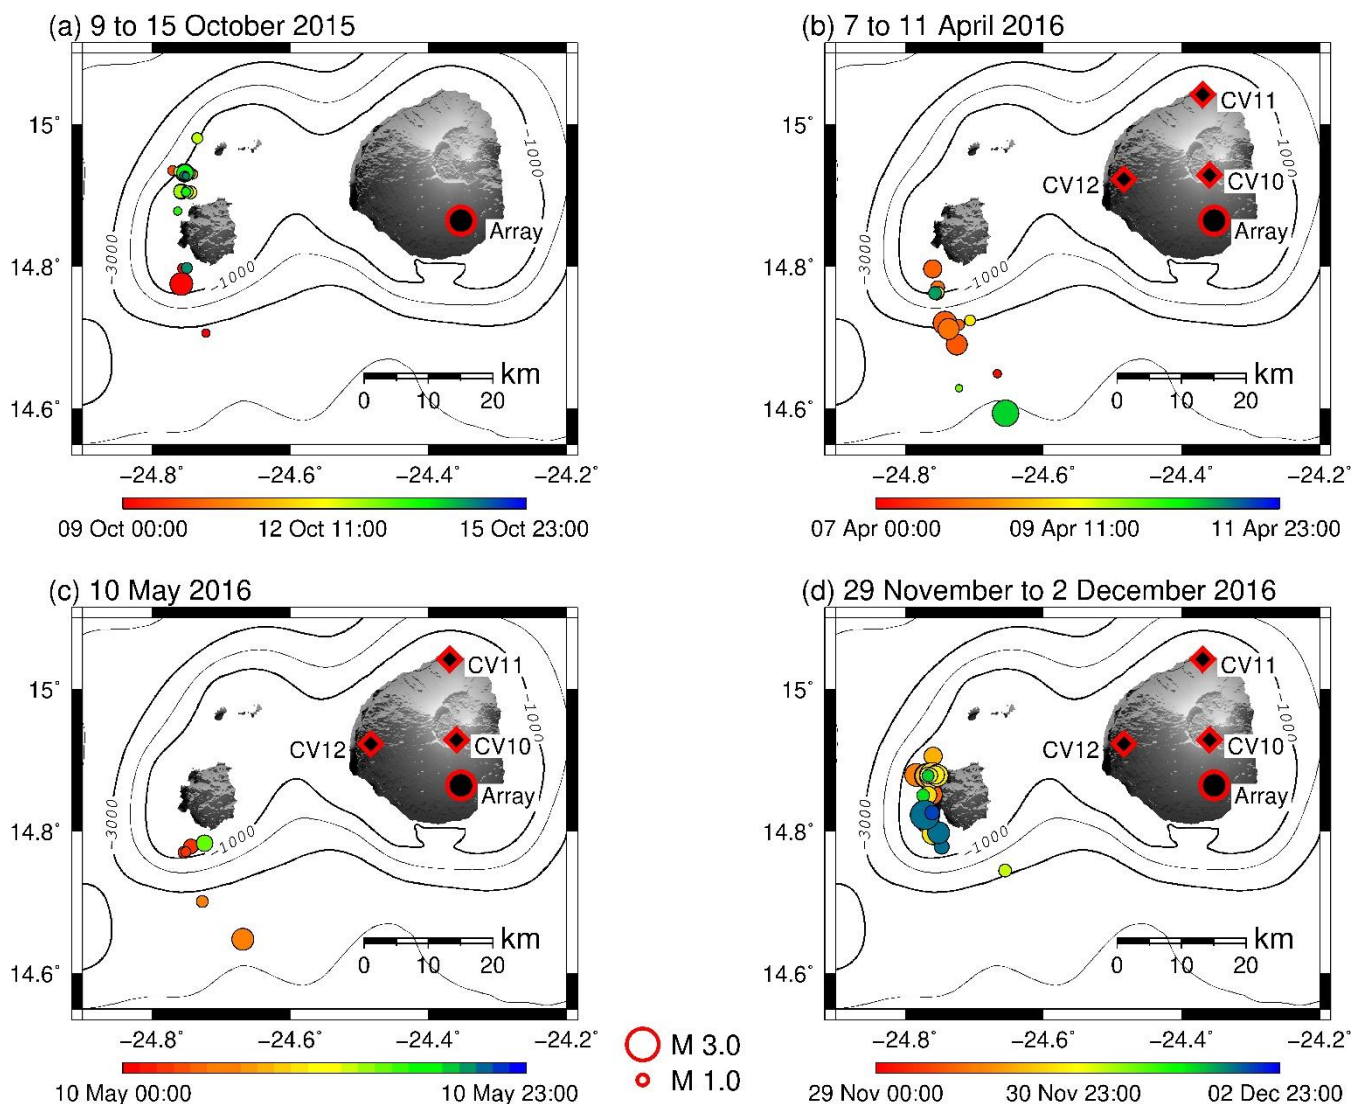 (a) 9 to 15 October 2015
(b) 7 to 11 April 2016
15˚
14.8˚
14.6˚
−1000
−3000
−1000
Array
km
0 10 20
−24.8˚ −24.6˚ −24.4˚ −24.2˚
09 Oct 00:00 12 Oct 11:00 15 Oct 23:00
15˚
14.8˚
14.6˚
CV11
−1000
CV12
CV10
−3000
−1000
Array
km
0 10 20
−24.8˚ −24.6˚ −24.4˚ −24.2˚
07 Apr 00:00 09 Apr 11:00 11 Apr 23:00
(c) 10 May 2016
(d) 29 November to 2 December 2016
15˚
14.8˚
14.6˚
CV11
−1000
CV12
CV10
−3000
−1000
Array
km
0 10 20
−24.8˚ −24.6˚ −24.4˚ −24.2˚
10 May 00:00 10 May 23:00
M 3.0
M 1.0
15˚
14.8˚
14.6˚
CV11
−1000
CV12
CV10
−3000
−1000
Array
km
0 10 20
−24.8˚ −24.6˚ −24.4˚ −24.2˚
29 Nov 00:00 30 Nov 23:00 02 Dec 23:00